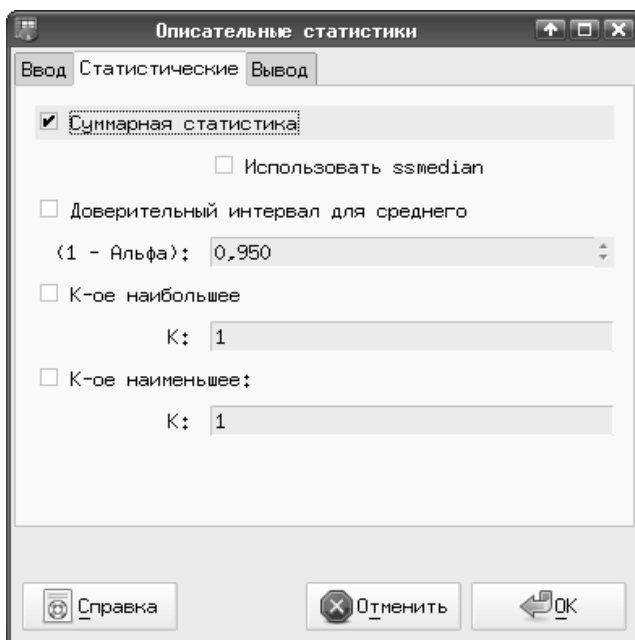 Описательные статистики
Ввод Статистические Вывод
Суммарная статистика
Использовать ssmedian
Доверительный интервал для среднего
(1 - Альфа): 0,950
К-ое наибольшее
К: 1
К-ое наименьшее:
К: 1
Справка Отменить ОК